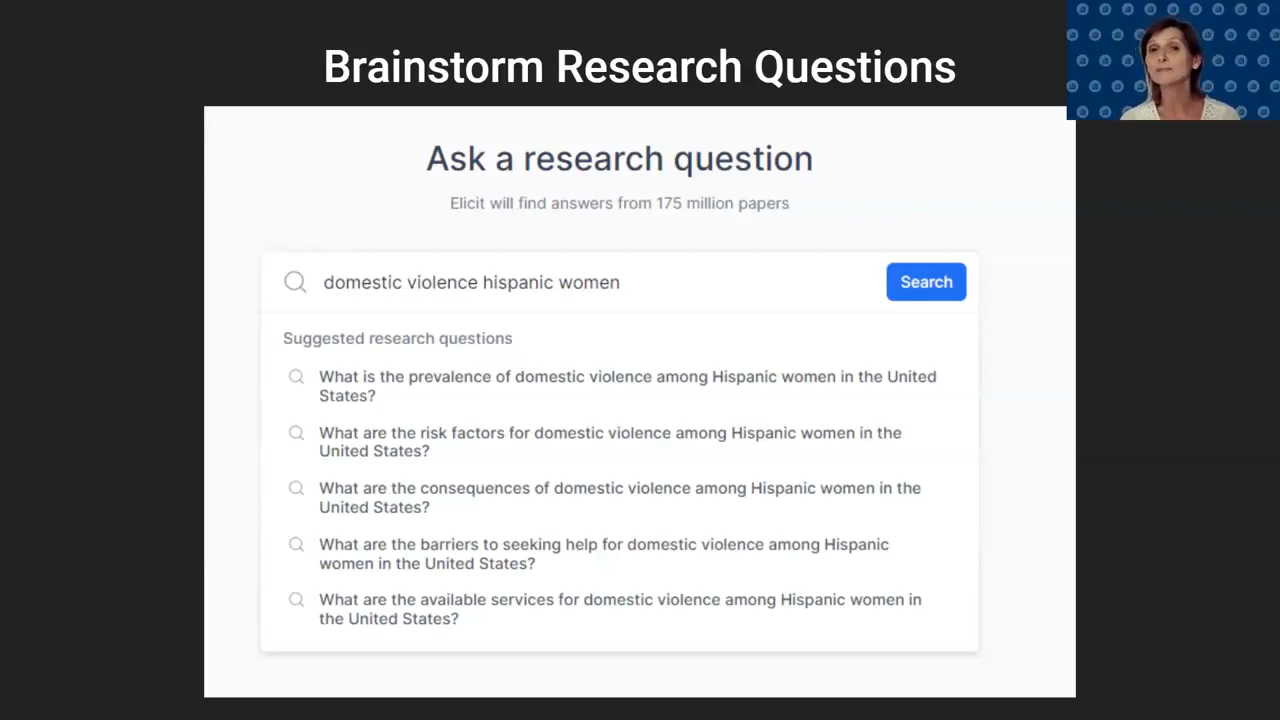 Brainstorm Research Questions
Ask a research question
Elicit will find answers from 175 million papers
domestic violence hispanic women
Search
Suggested research questions
What is the prevalence of domestic violence among Hispanic women in the United
States?
What are the risk factors for domestic violence among Hispanic women in the
United States?
What are the consequences of domestic violence among Hispanic women in the
United States?
What are the barriers to seeking help for domestic violence among Hispanic
women in the United States?
What are the available services for domestic violence among Hispanic women in
the United States?